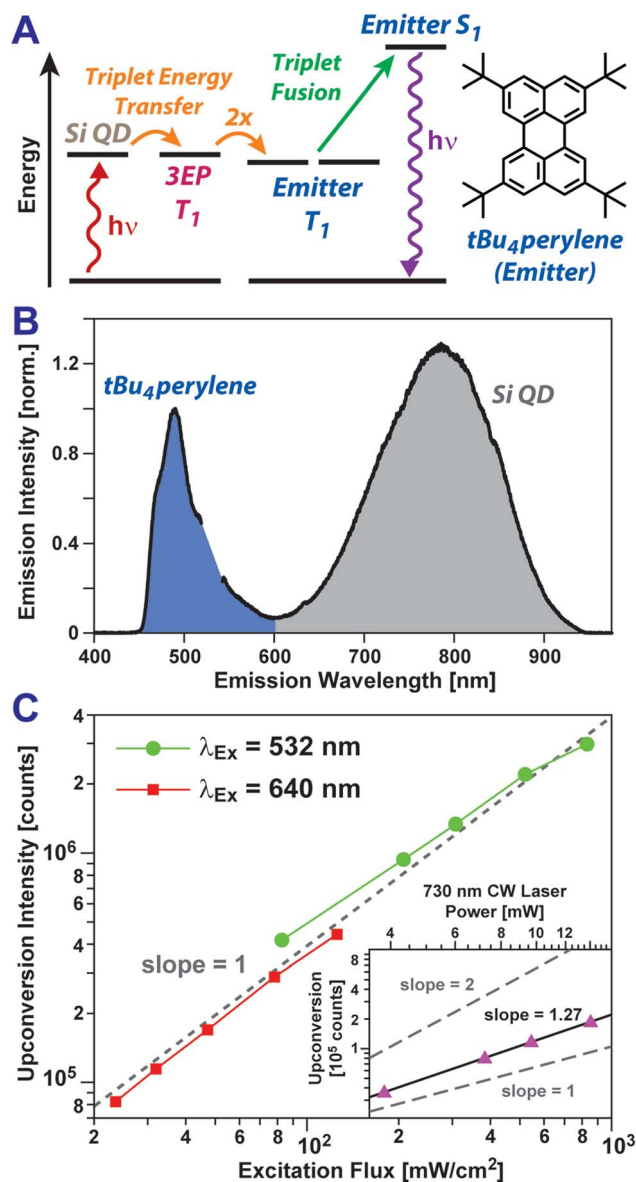 A
Emitter S1
Triplet Energy
Transfer
Triplet
Fusion
Si QD
2x
hν
Energy
3EP
T1
Emitter
T1
hν
tBu4perylene
(Emitter)
B
Emission Intensity [norm.]
1.2
0.8
0.4
0
tBu4perylene
Si QD
400
500
600
700
800
900
Emission Wavelength [nm]
C
Upconversion Intensity [counts]
4
2
10^6
8
6
4
2
10^5
8
λEx = 532 nm
λEx = 640 nm
slope = 1
730 nm CW Laser
Power [mW]
4
6
8
10
12
Upconversion
[10^5 counts]
8
6
4
2
1
slope = 2
slope = 1.27
slope = 1
2
4
6
8
10^2
2
4
6
8
10^3
Excitation Flux [mW/cm^2]